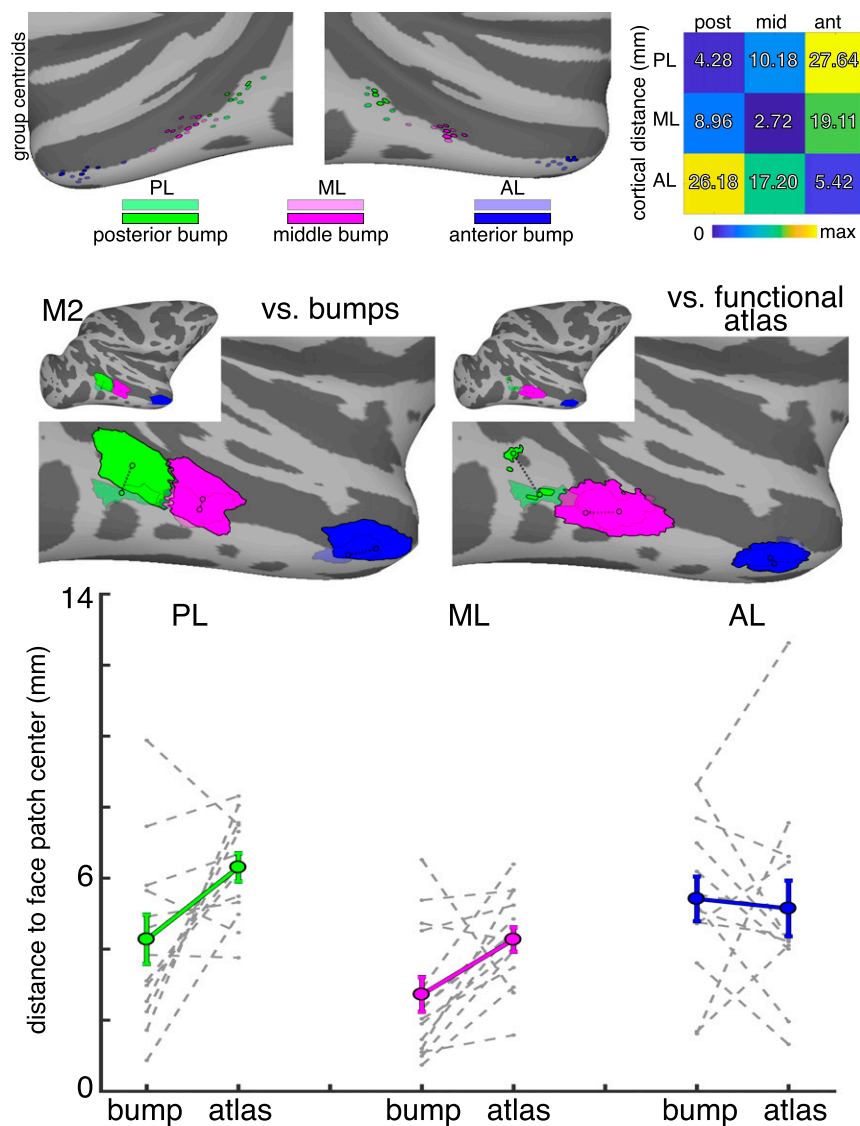 group centroids
PL ML AL
posterior bump middle bump anterior bump
cortical distance (mm)
post mid ant
PL 4.28 10.18 27.64
ML 8.96 2.72 19.11
AL 26.18 17.20 5.42
0 max
M2
vs. bumps
vs. functional
atlas
distance to face patch center (mm)
14
6
0
PL ML AL
bump atlas bump atlas bump atlas